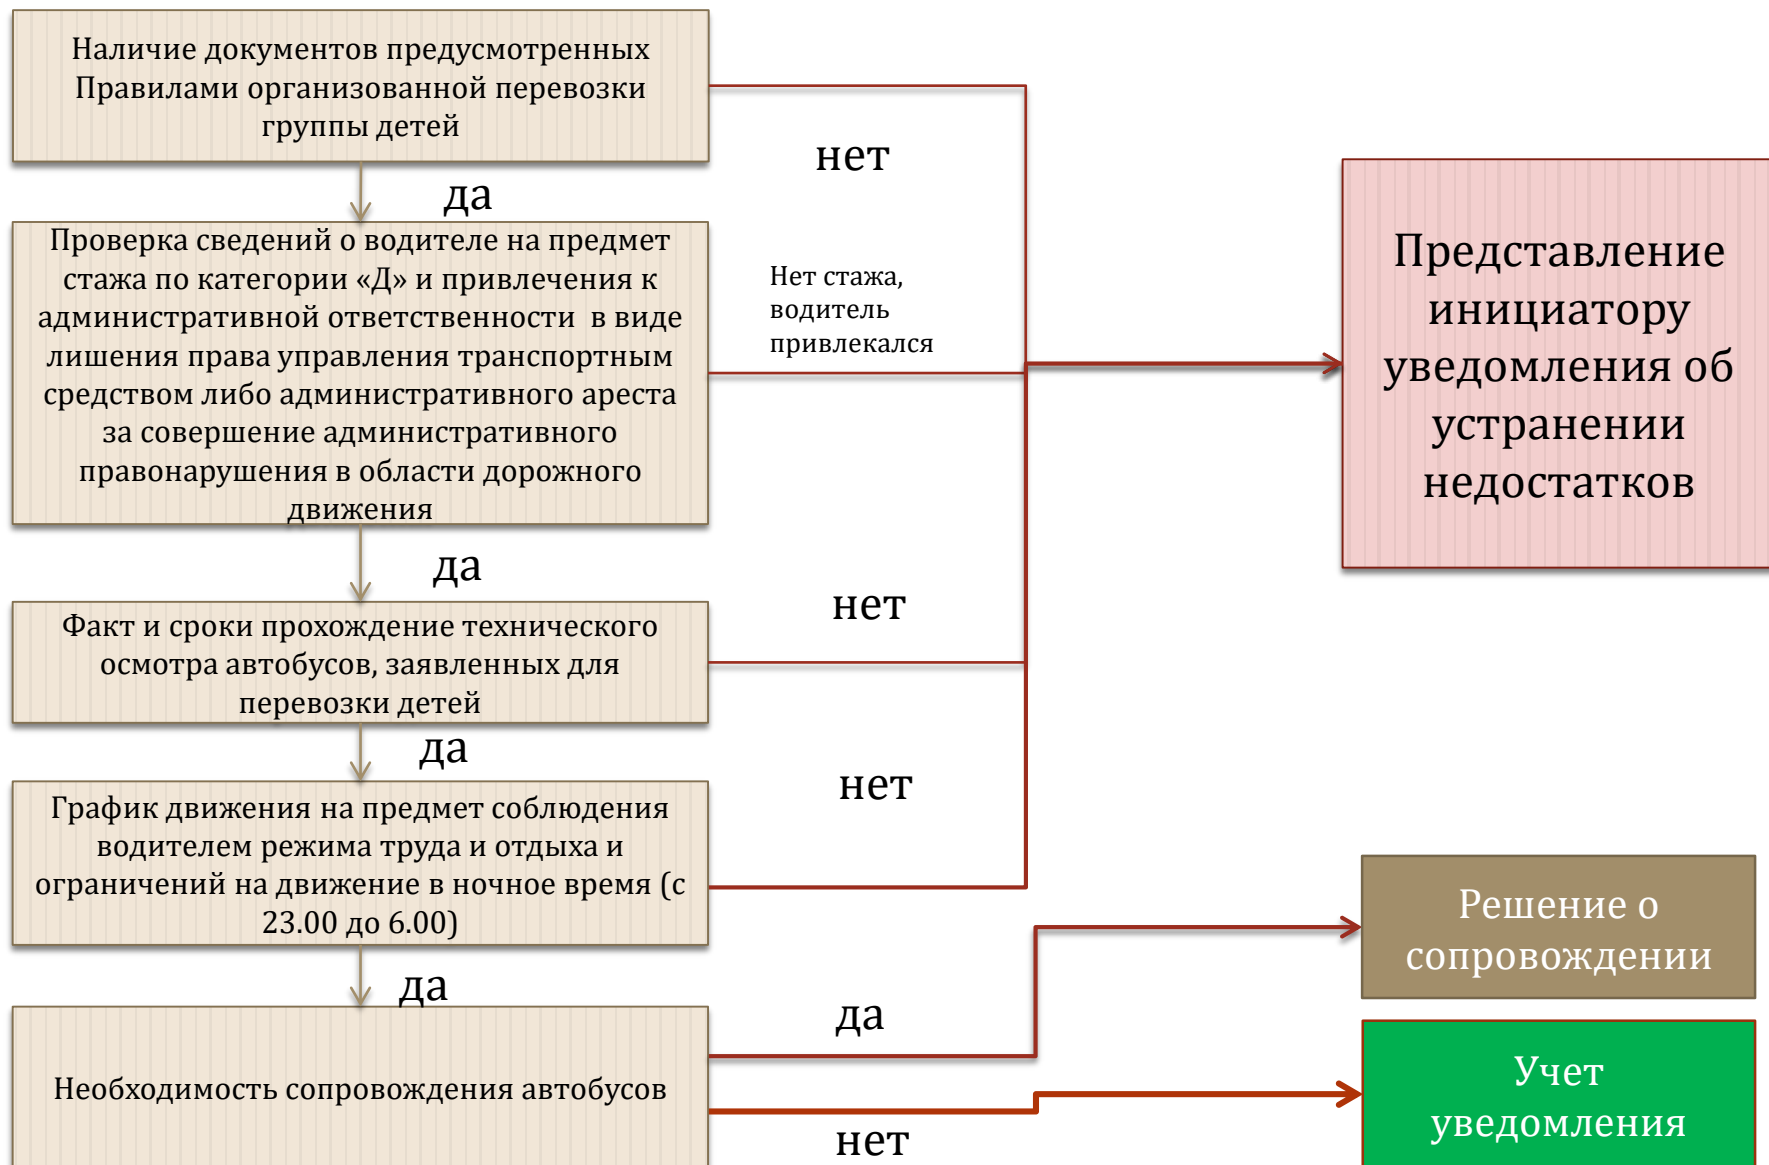 Наличие документов предусмотренных
Правилами организованной перевозки
группы детей
нет
да
Проверка сведений о водителе на предмет
стажа по категории «Д» и привлечения к
административной ответственности в виде
лишения права управления транспортным
средством либо административного ареста
за совершение административного
правонарушения в области дорожного
движения
Нет стажа,
водитель
привлекался
Представление
инициатору
уведомления об
устранении
недостатков
да
нет
Факт и сроки прохождение технического
осмотра автобусов, заявленных для
перевозки детей
да
нет
График движения на предмет соблюдения
водителем режима труда и отдыха и
ограничений на движение в ночное время (с
23.00 до 6.00)
да
Решение о
сопровождении
да
Необходимость сопровождения автобусов
Учет
уведомления
нет